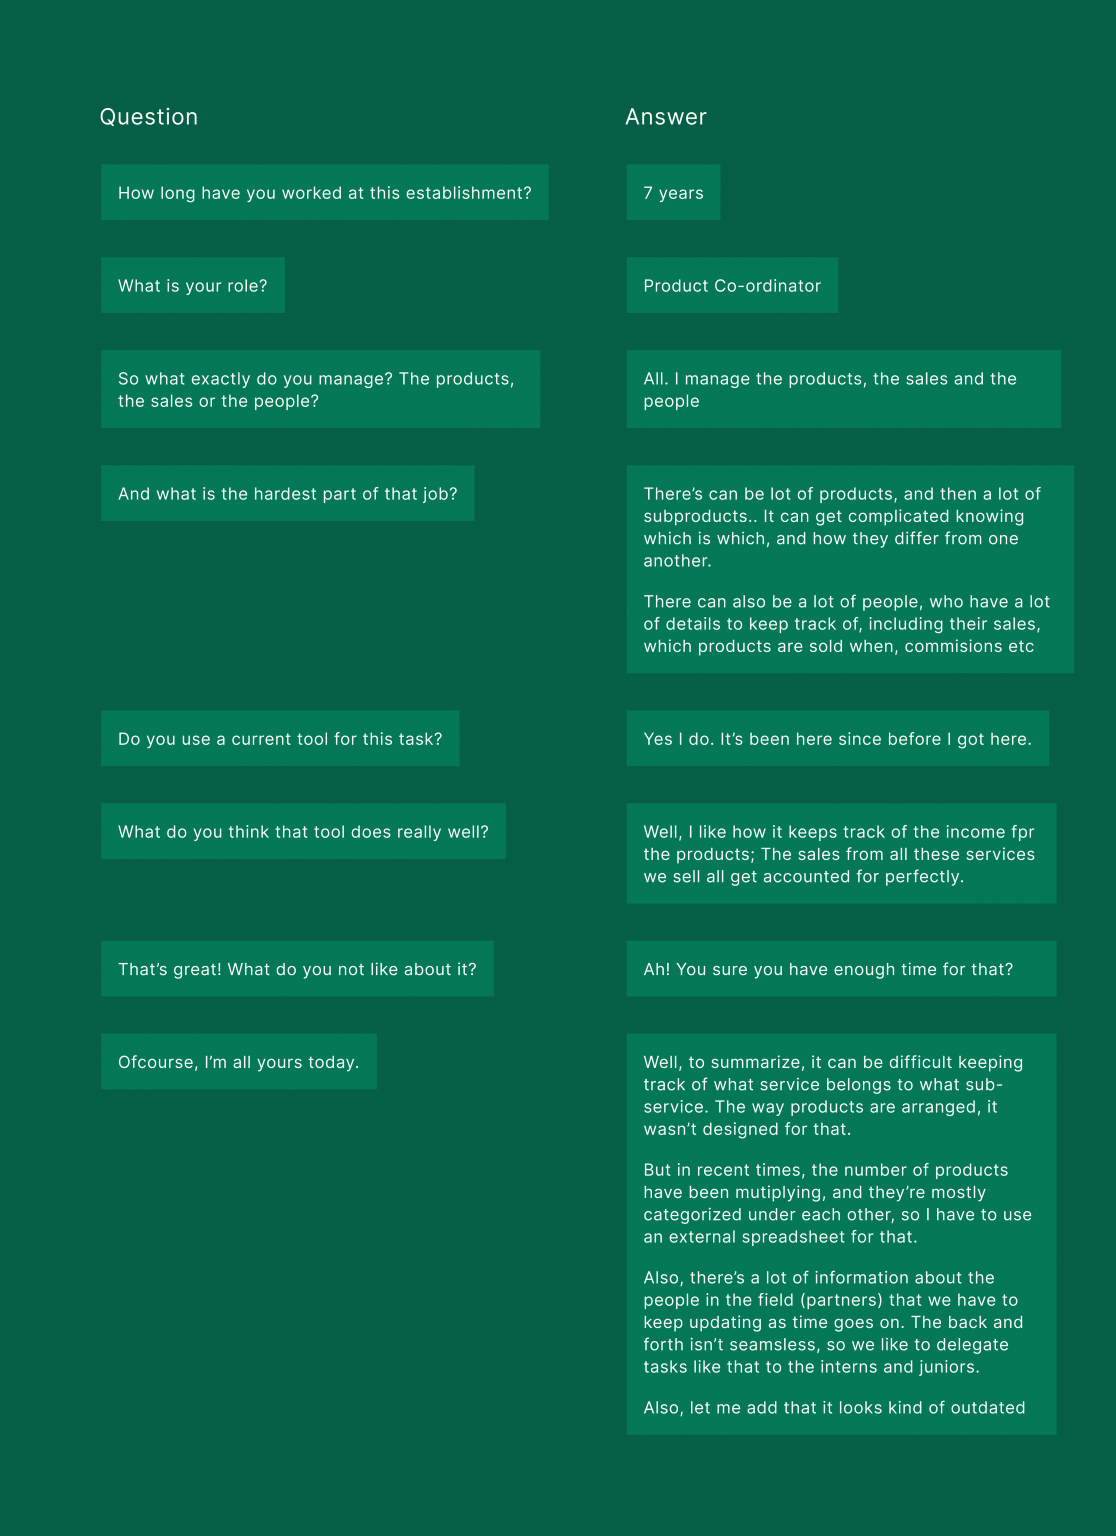 Question
Answer
How long have you worked at this establishment?
7 years
What is your role?
Product Co-ordinator
So what exactly do you manage? The products,
the sales or the people?
All. I manage the products, the sales and the
people
And what is the hardest part of that job?
There’s can be lot of products, and then a lot of
subproducts.. It can get complicated knowing
which is which, and how they differ from one
another.
There can also be a lot of people, who have a lot
of details to keep track of, including their sales,
which products are sold when, commisions etc
Do you use a current tool for this task?
Yes I do. It’s been here since before I got here.
What do you think that tool does really well?
Well, I like how it keeps track of the income fpr
the products; The sales from all these services
we sell all get accounted for perfectly.
That’s great! What do you not like about it?
Ah! You sure you have enough time for that?
Ofcourse, I’m all yours today.
Well, to summarize, it can be difficult keeping
track of what service belongs to what sub-
service. The way products are arranged, it
wasn’t designed for that.
But in recent times, the number of products
have been mutiplying, and they’re mostly
categorized under each other, so I have to use
an external spreadsheet for that.
Also, there’s a lot of information about the
people in the field (partners) that we have to
keep updating as time goes on. The back and
forth isn’t seamsless, so we like to delegate
tasks like that to the interns and juniors.
Also, let me add that it looks kind of outdated